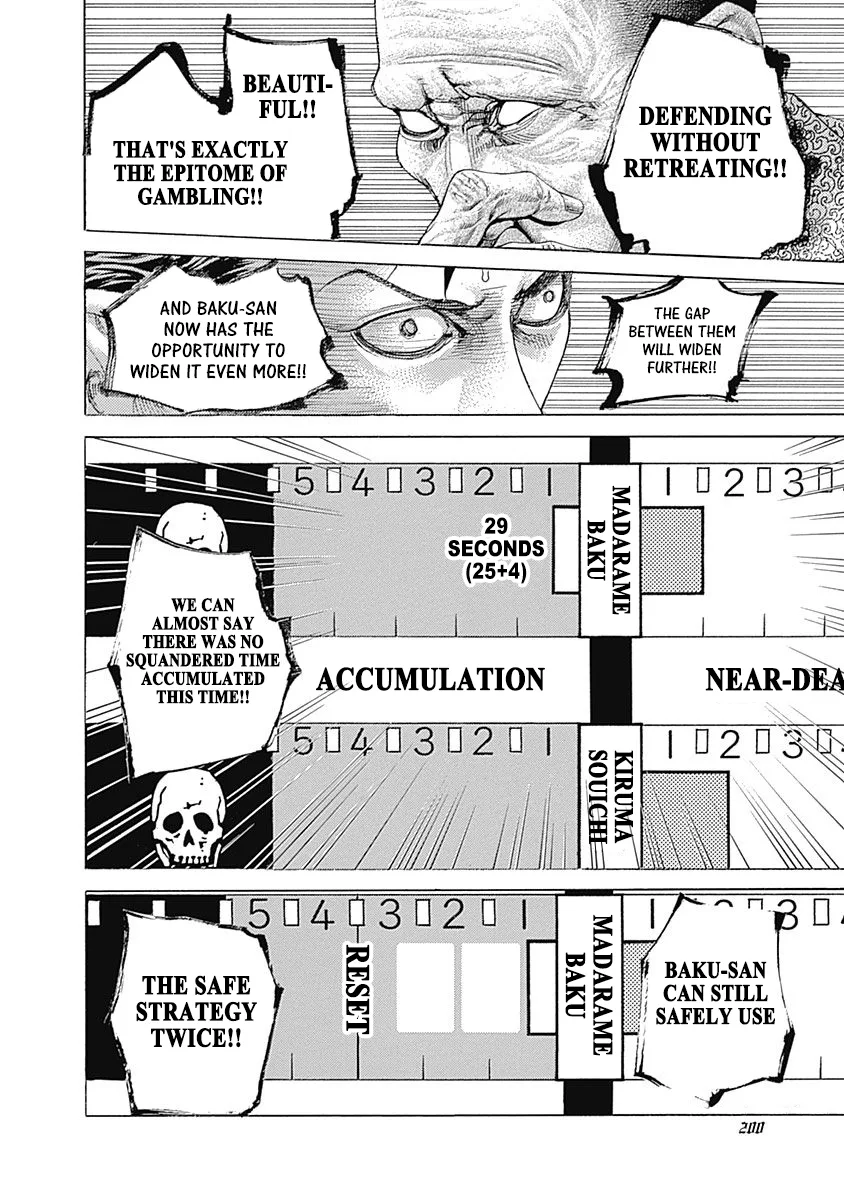 DEFENDING
WITHOUT
RETREATING!!
BEAUTI-
FUL!!
THAT'S EXACTLY
THE EPITOME OF
GAMBLING!!
THE GAP
BETWEEN THEM
WILL WIDEN
FURTHER!!
AND BAKU-SAN
NOW HAS THE
OPPORTUNITY TO
WIDEN IT EVEN MORE!!
5 4 3 2 1
MADARAME
BAKU
1 2 3
29
SECONDS
(25+4)
WE CAN
ALMOST SAY
THERE WAS NO
SQUANDERED TIME
ACCUMULATED
THIS TIME!!
ACCUMULATION
NEAR-DEA
5 4 3 2 1
KIRUMA
SOUICHI
1 2 3
BAKU-SAN
CAN STILL
SAFELY USE
5 4 3 2 1
MADARAME
BAKU
1 2 3 4
RESET
THE SAFE
STRATEGY
TWICE!!
200